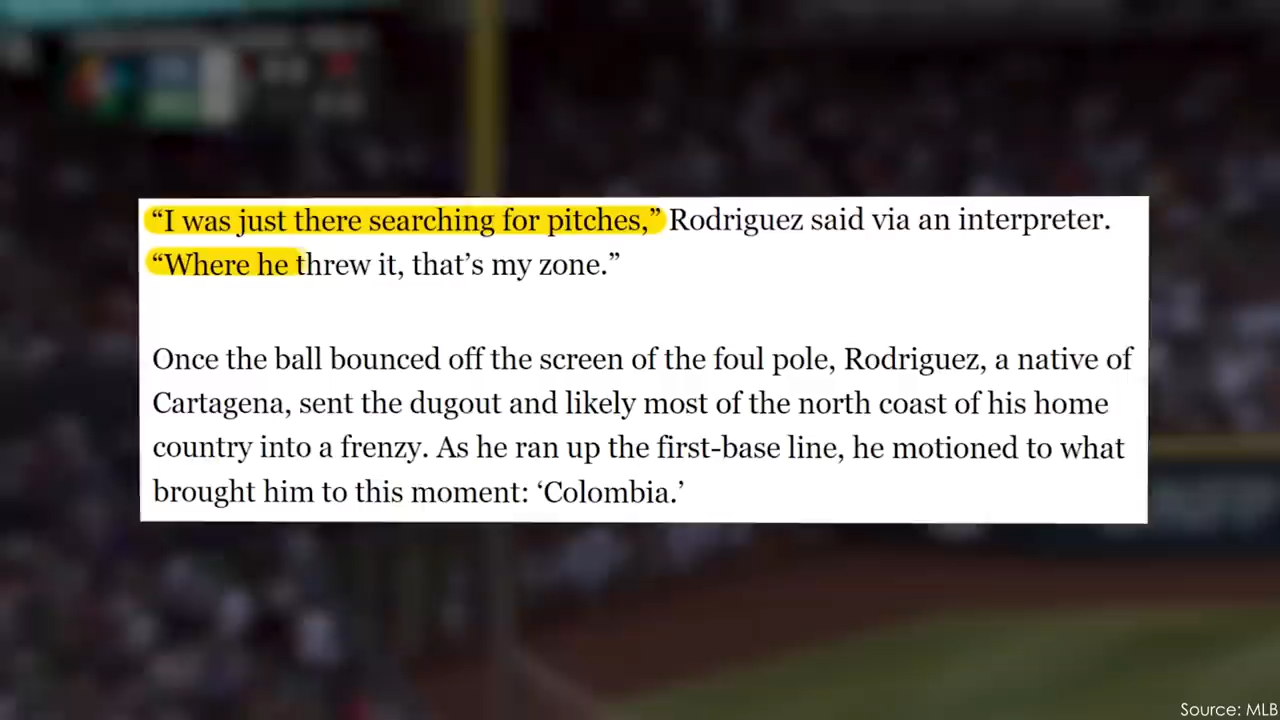 “I was just there searching for pitches,” Rodriguez said via an interpreter.
“Where he threw it, that’s my zone.”
Once the ball bounced off the screen of the foul pole, Rodriguez, a native of
Cartagena, sent the dugout and likely most of the north coast of his home
country into a frenzy. As he ran up the first-base line, he motioned to what
brought him to this moment: ‘Colombia.’
Source: MLB